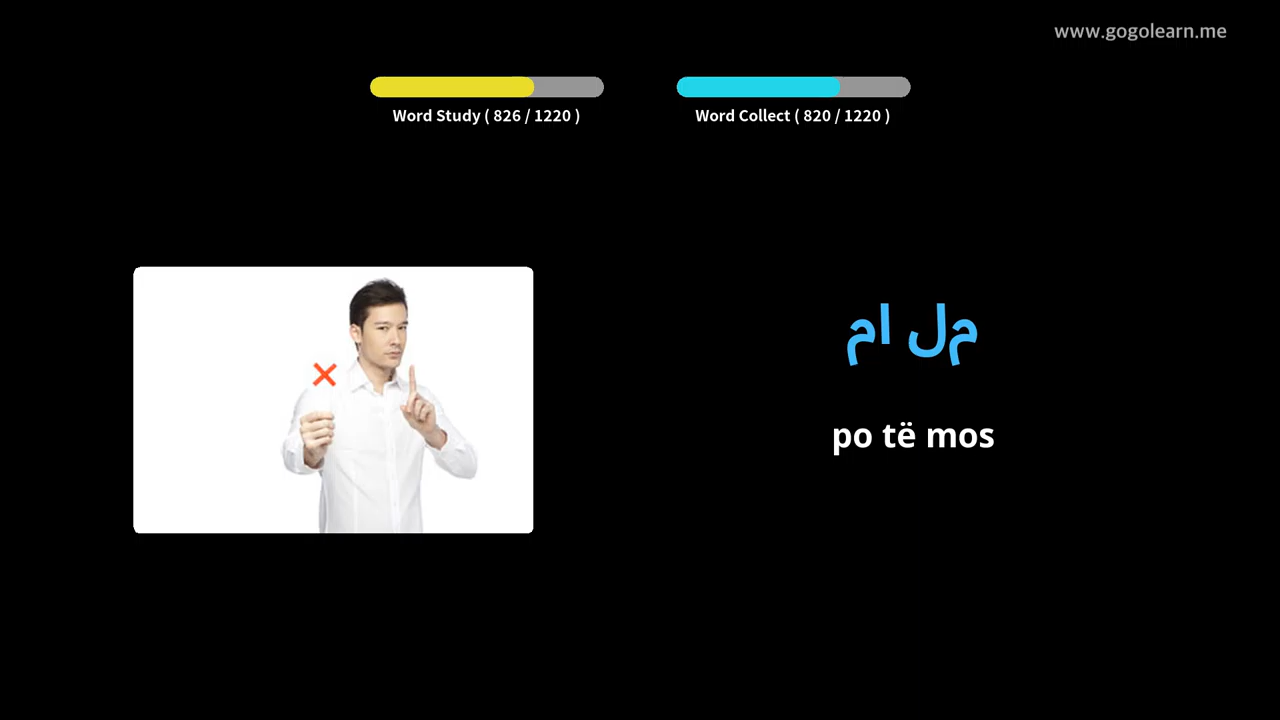 www.gogolearn.me
Word Study ( 826 / 1220 )
Word Collect ( 820 / 1220 )
ما لم
po të mos